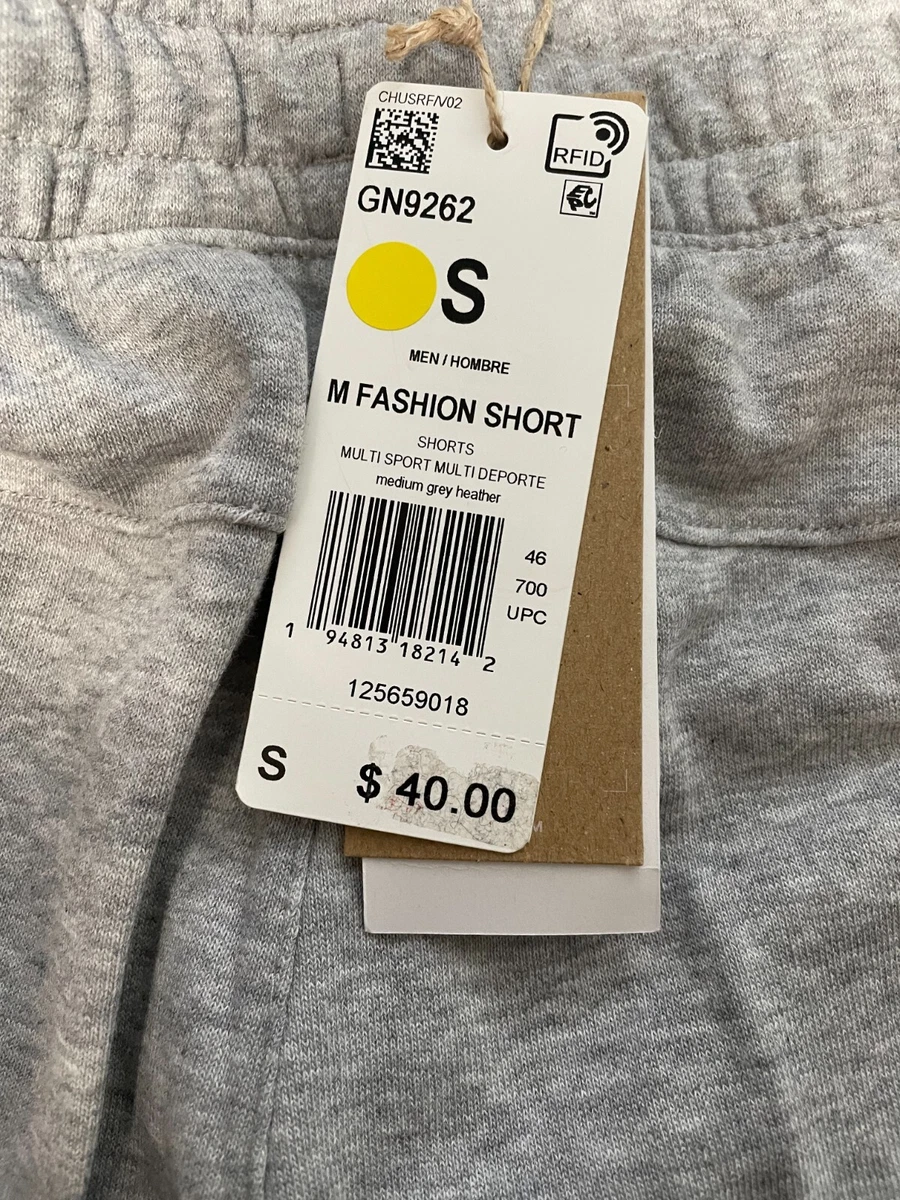 CHUSRF/V02
RFID
GN9262
S
MEN / HOMBRE
M FASHION SHORT
SHORTS
MULTI SPORT MULTI DEPORTE
medium grey heather
46
700
UPC
1 94813 18214 2
125659018
S
$ 40.00